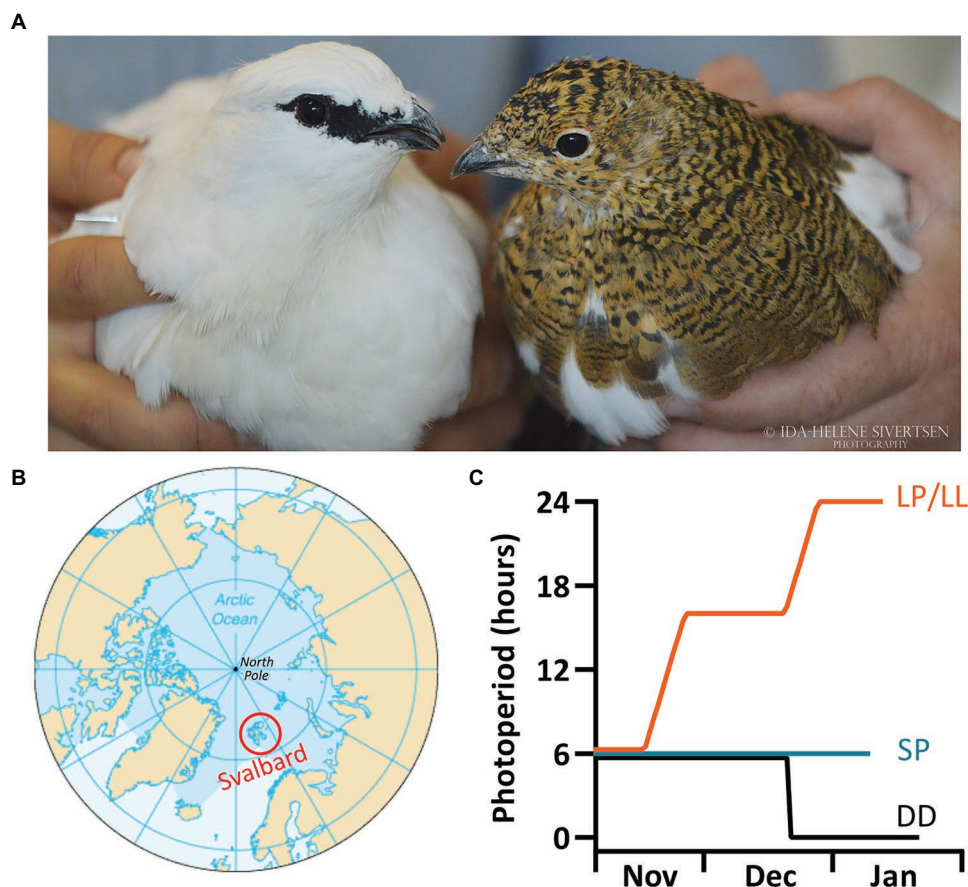 A
© IDA-HELENE SIVERTSEN
PHOTOGRAPHY
B
Arctic
Ocean
North
Pole
Svalbard
C
Photoperiod (hours)
24
18
12
6
0
LP/LL
SP
DD
Nov
Dec
Jan